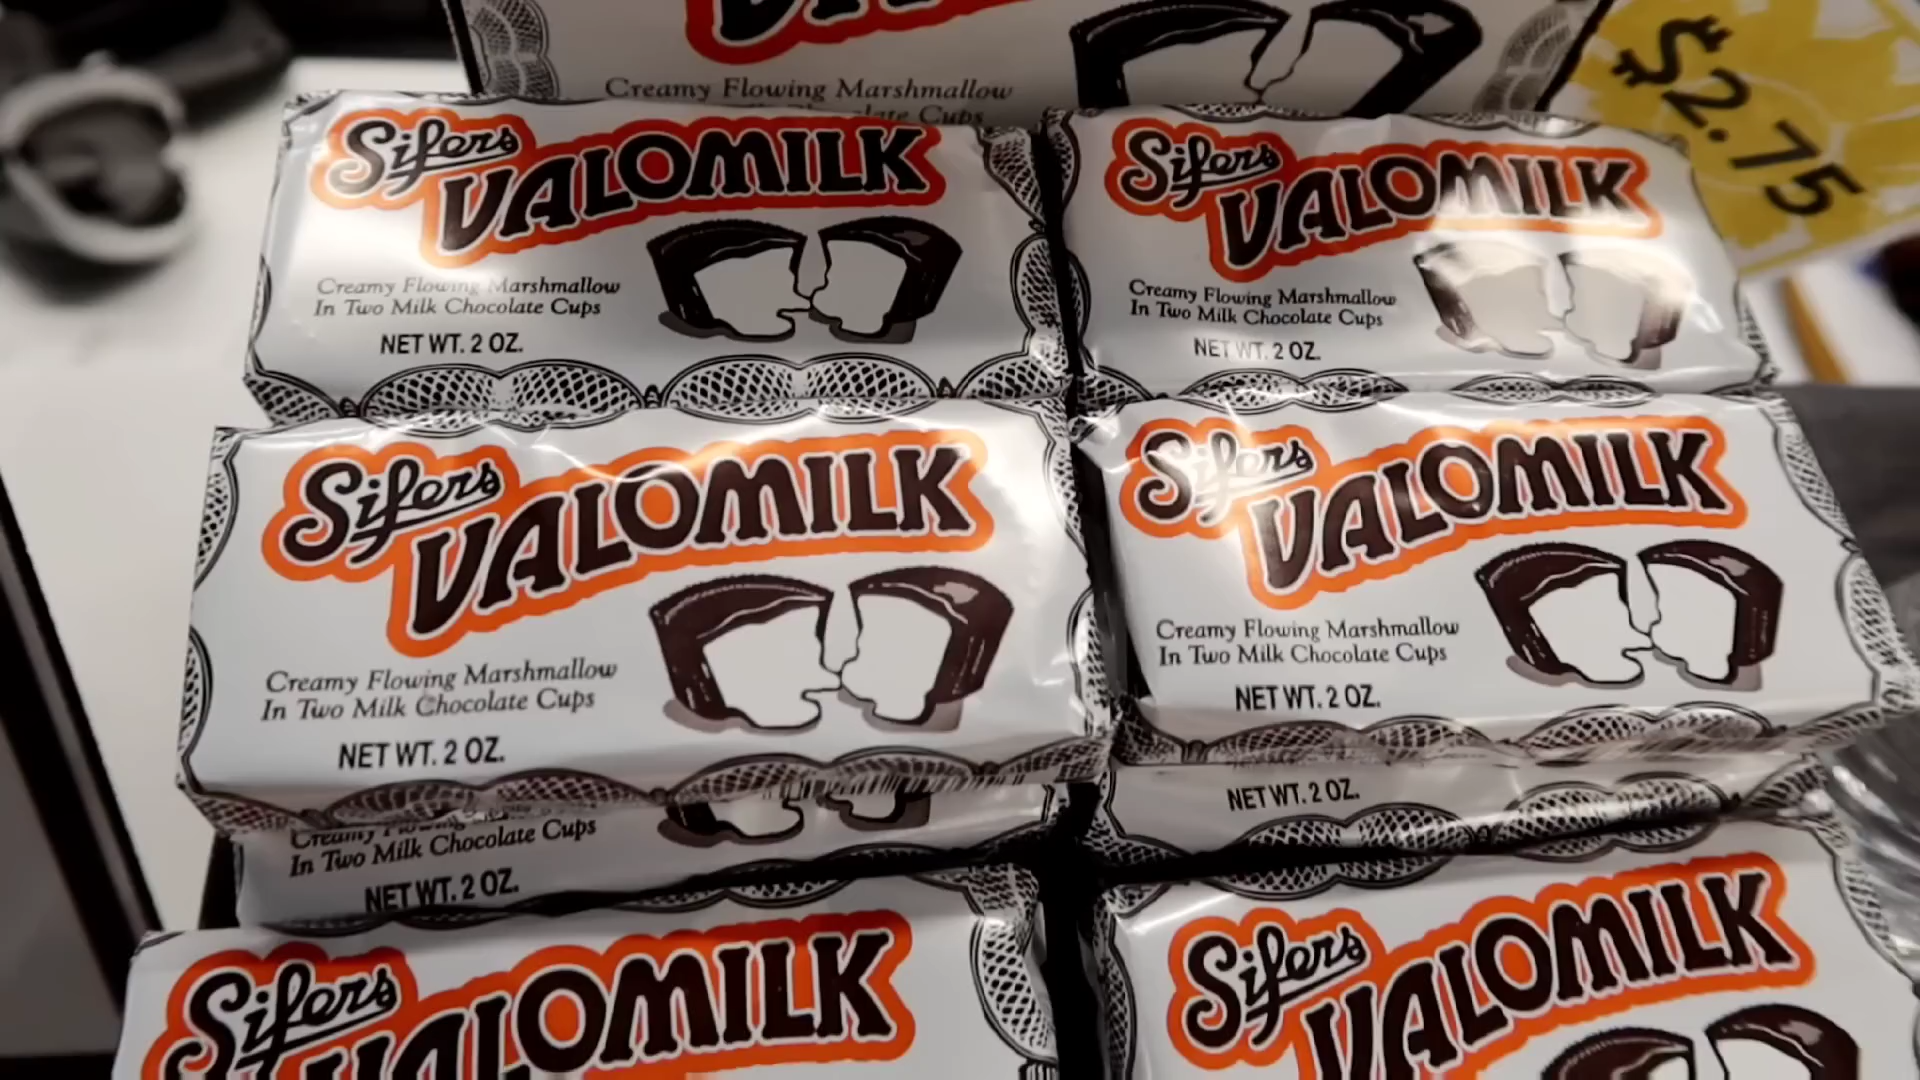 Creamy Flowing Marshmallow
$2.75
Sifers
VALOMILK
Creamy Flowing Marshmallow
In Two Milk Chocolate Cups
NET WT. 2 OZ.
Sifers
VALOMILK
Creamy Flowing Marshmallow
In Two Milk Chocolate Cups
NET WT. 2 OZ.
Sifers
VALOMILK
Creamy Flowing Marshmallow
In Two Milk Chocolate Cups
NET WT. 2 OZ.
Sifers
VALOMILK
Creamy Flowing Marshmallow
In Two Milk Chocolate Cups
NET WT. 2 OZ.
In Two Milk Chocolate Cups
NET WT. 2 OZ.
NET WT. 2 OZ.
Sifers
VALOMILK
Sifers
VALOMILK